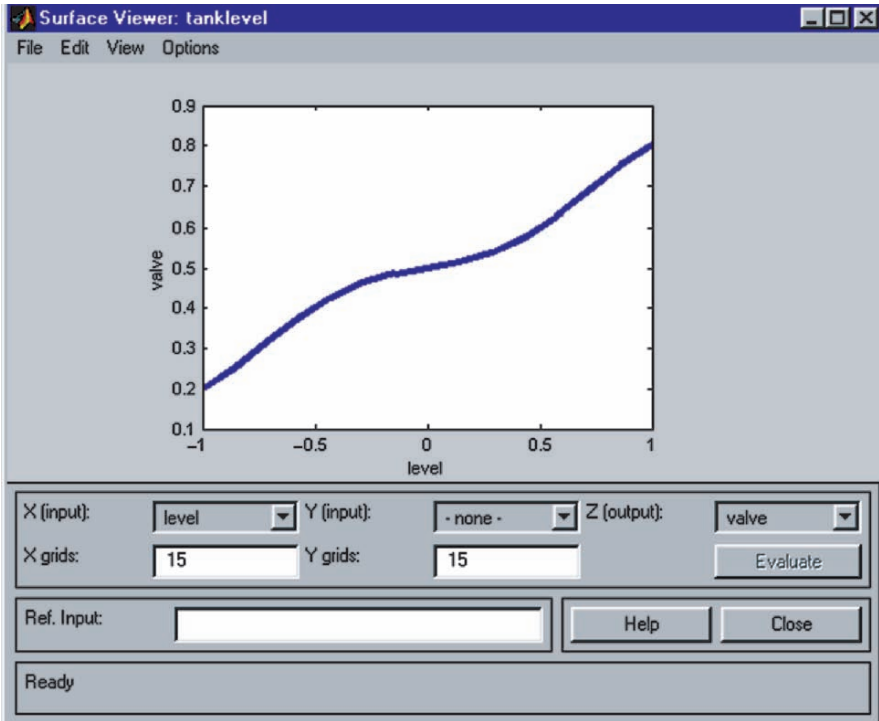 Surface Viewer: tanklevel
File Edit View Options
0.9
0.8
0.7
0.6
0.5
0.4
0.3
0.2
0.1
valve
–1 –0.5 0 0.5 1
level
X (input): level Y (input): - none - Z (output): valve
X grids: 15 Y grids: 15 Evaluate
Ref. Input: Help Close
Ready